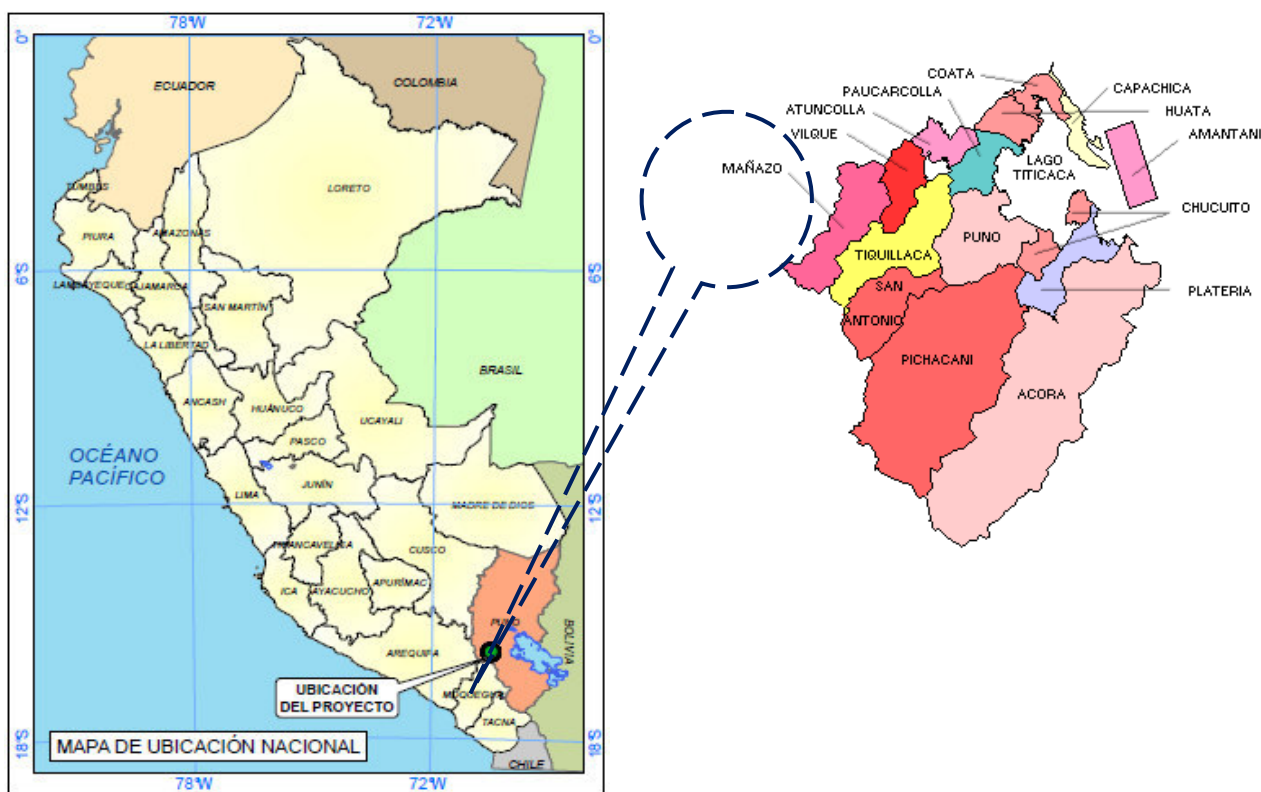 78°W
72°W
0°
0°
COLOMBIA
ECUADOR
TUMBES
LORETO
PIURA
AMAZONAS
6°S
6°S
LAMBAYEQUE
CAJAMARCA
SAN MARTÍN
LA LIBERTAD
BRASIL
ANCASH
HUÁNUCO
UCAYALI
PASCO
OCÉANO
PACÍFICO
JUNÍN
LIMA
MADRE DE DIOS
12°S
12°S
HUANCAVELICA
CUSCO
APURÍMAC
ICA
AYACUCHO
PUNO
BOLIVIA
AREQUIPA
UBICACIÓN
DEL PROYECTO
MOQUEGUA
TACNA
MAPA DE UBICACIÓN NACIONAL
18°S
18°S
CHILE
78°W
72°W
COATA
PAUCARCOLLA
CAPACHICA
ATUNCOLLA
HUATA
VILQUE
AMANTANI
MAÑAZO
LAGO
TITICACA
CHUCUITO
PUNO
TIQUILLACA
SAN
ANTONIO
PLATERIA
PICHACANI
ACORA